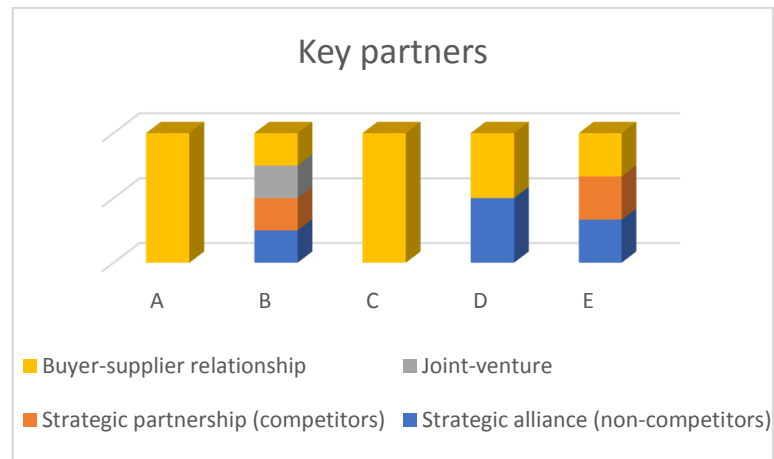 Key partners
A B C D E
Buyer-supplier relationship Joint-venture
Strategic partnership (competitors) Strategic alliance (non-competitors)